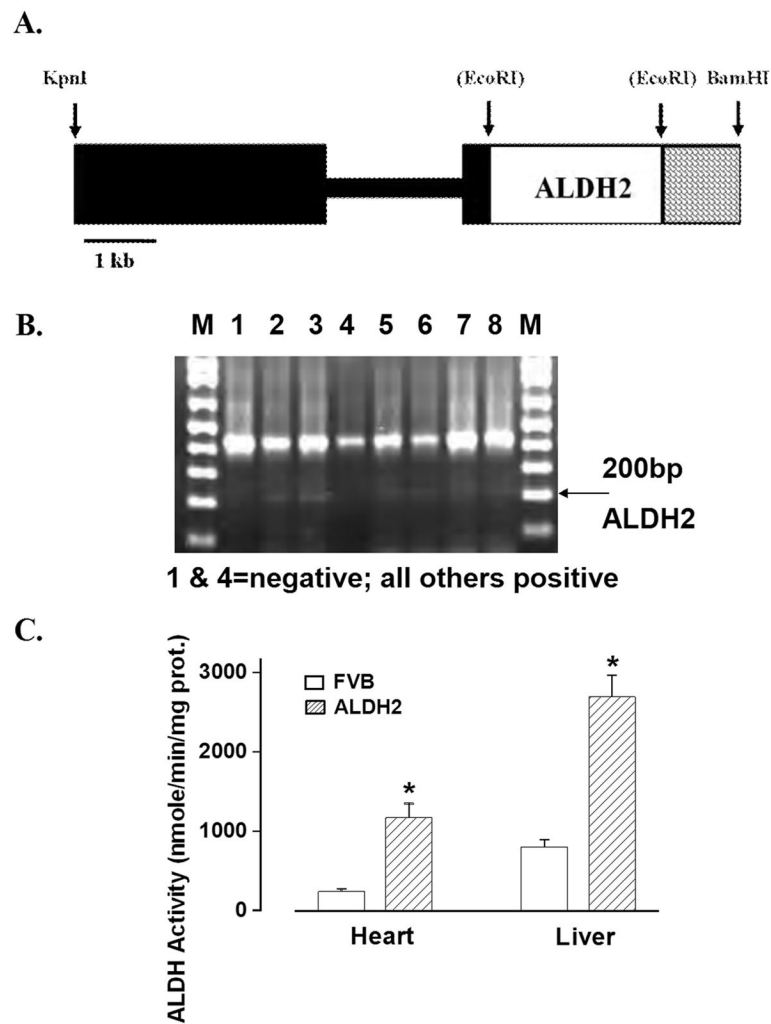 A.
KpnI (EcoRI) (EcoRI) BamHI
ALDH2
1 kb
B.
M 1 2 3 4 5 6 7 8 M
200bp
ALDH2
1 & 4=negative; all others positive
C.
ALDH Activity (nmole/min/mg prot.)
3000
2000
1000
0
FVB
ALDH2
*
*
Heart Liver